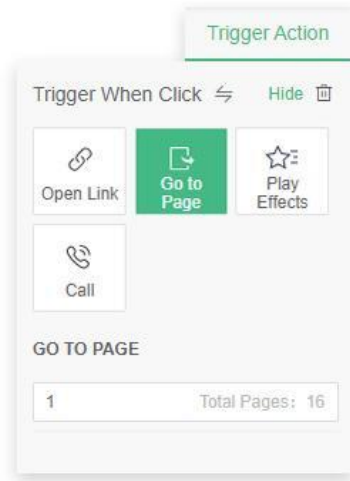 Trigger Action
Trigger When Click Hide
Open Link
Go to
Page
Play
Effects
Call
GO TO PAGE
1 Total Pages: 16